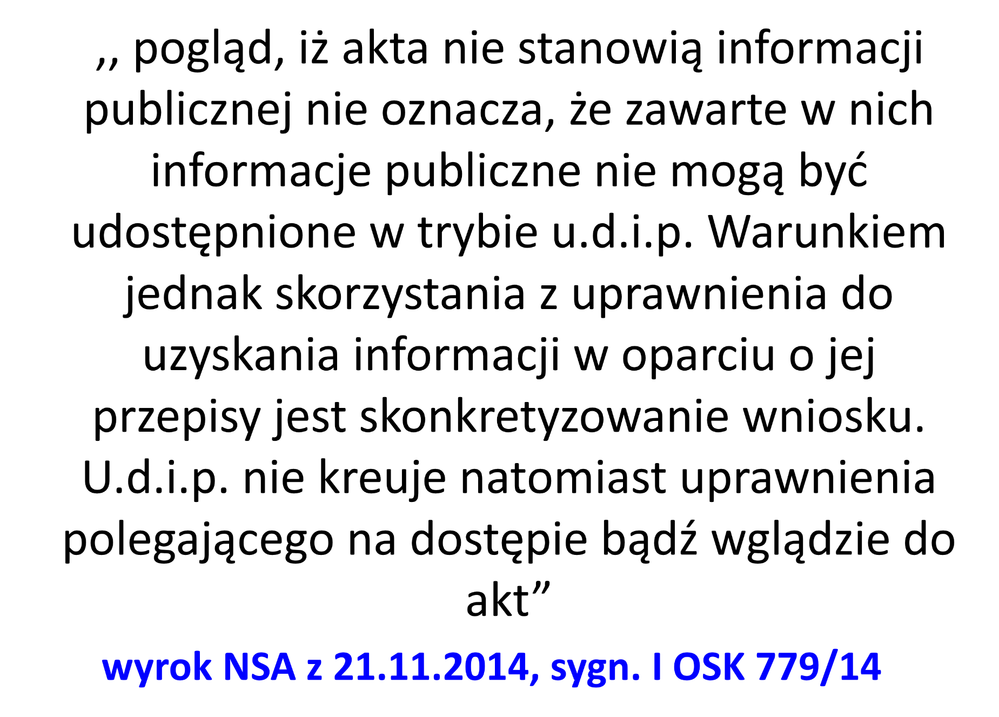 ,, pogląd, iż akta nie stanowią informacji
publicznej nie oznacza, że zawarte w nich
informacje publiczne nie mogą być
udostępnione w trybie u.d.i.p. Warunkiem
jednak skorzystania z uprawnienia do
uzyskania informacji w oparciu o jej
przepisy jest skonkretyzowanie wniosku.
U.d.i.p. nie kreuje natomiast uprawnienia
polegającego na dostępie bądź wglądzie do
akt”
wyrok NSA z 21.11.2014, sygn. I OSK 779/14